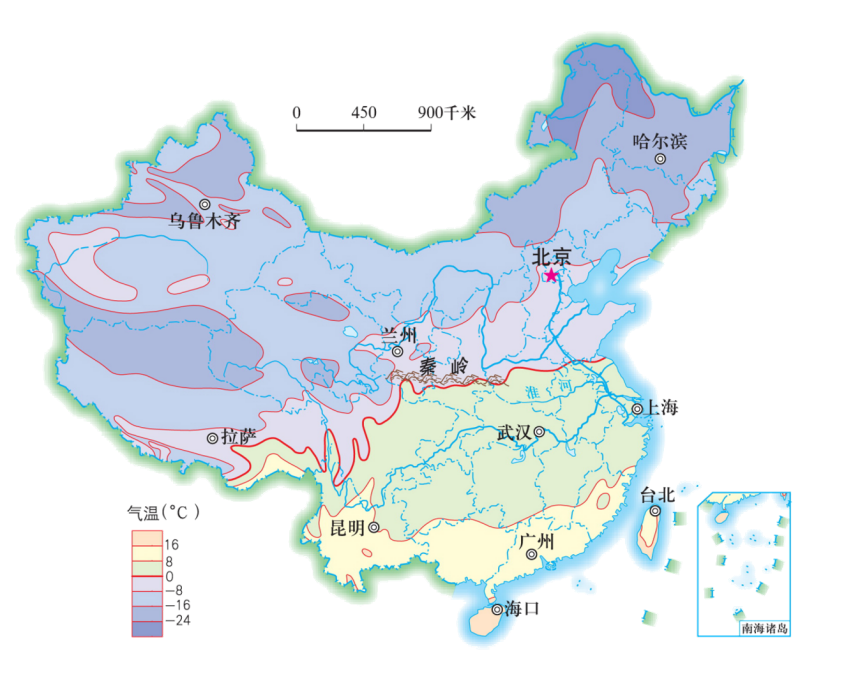 0 450 900千米
哈尔滨
乌鲁木齐
北京
兰州
秦岭
淮河
上海
拉萨
武汉
台北
气温(°C)
昆明
16
广州
8
0
-8
-16
海口
-24
南海诸岛